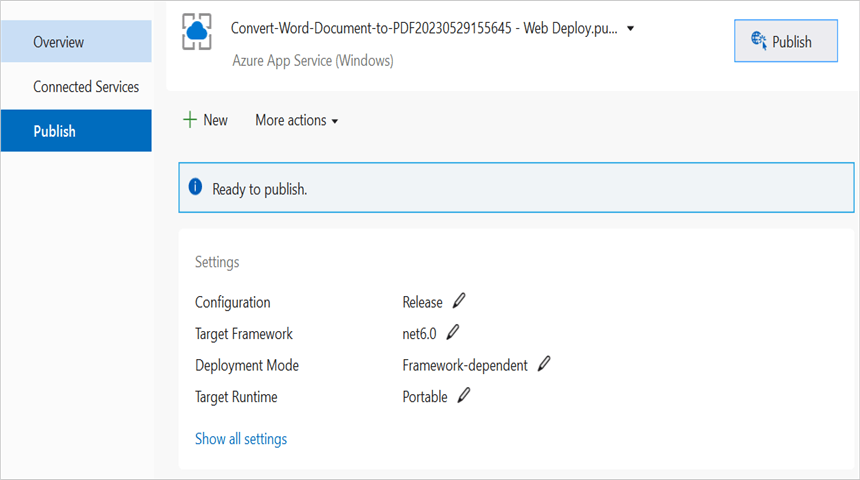 Overview
Connected Services
Publish
Convert-Word-Document-to-PDF20230529155645 - Web Deploy.pu...
Azure App Service (Windows)
Publish
New
More actions
Ready to publish.
Settings
Configuration Release
Target Framework net6.0
Deployment Mode Framework-dependent
Target Runtime Portable
Show all settings